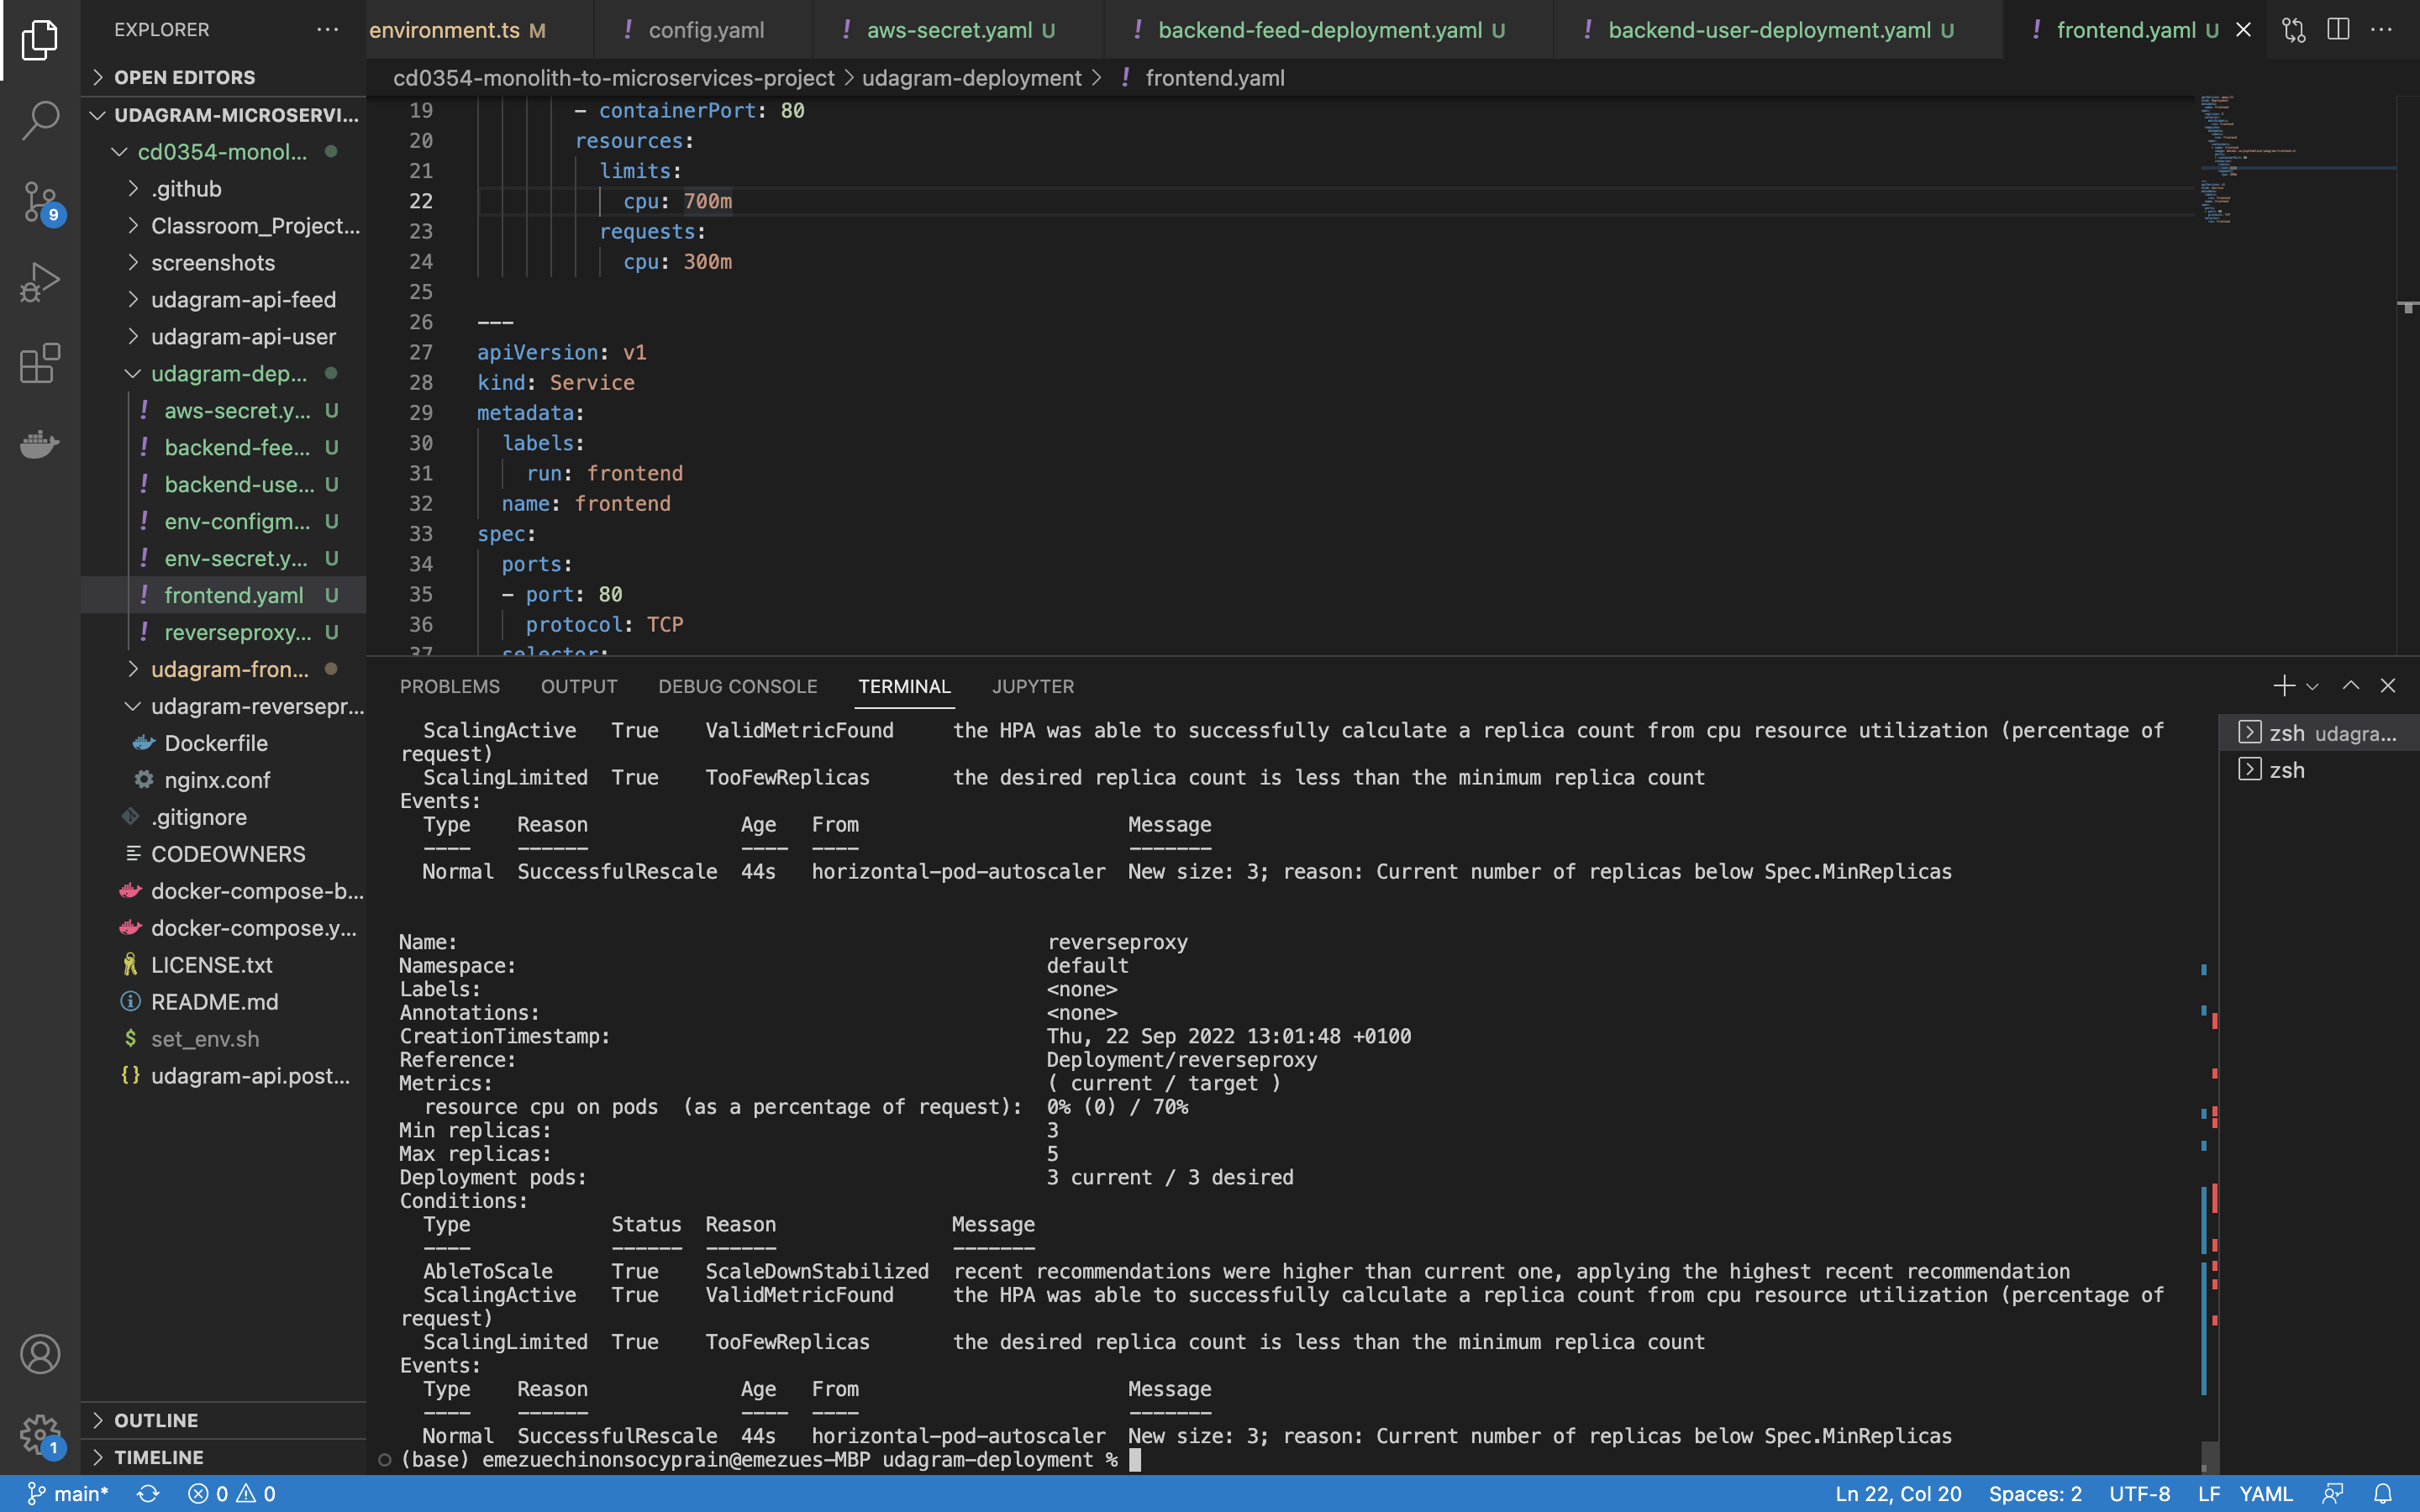 EXPLORER
OPEN EDITORS
UDAGRAM-MICROSERVI...
cd0354-monol...
.github
Classroom_Project...
screenshots
udagram-api-feed
udagram-api-user
udagram-dep...
aws-secret.y... U
backend-fee... U
backend-use... U
env-configm... U
env-secret.y... U
frontend.yaml U
reverseproxy... U
udagram-fron...
udagram-reversepr...
Dockerfile
nginx.conf
.gitignore
CODEOWNERS
docker-compose-b...
docker-compose.y...
LICENSE.txt
README.md
set_env.sh
udagram-api.post...
OUTLINE
TIMELINE
9
1
environment.ts M
config.yaml
aws-secret.yaml U
backend-feed-deployment.yaml U
backend-user-deployment.yaml U
frontend.yaml U
cd0354-monolith-to-microservices-project > udagram-deployment > ! frontend.yaml
19 - containerPort: 80
20 resources:
21 limits:
22 cpu: 700m
23 requests:
24 cpu: 300m
25
26 ---
27 apiVersion: v1
28 kind: Service
29 metadata:
30 labels:
31 run: frontend
32 name: frontend
33 spec:
34 ports:
35 - port: 80
36 protocol: TCP
37 selector:
PROBLEMS OUTPUT DEBUG CONSOLE TERMINAL JUPYTER
ScalingActive True ValidMetricFound the HPA was able to successfully calculate a replica count from cpu resource utilization (percentage of
request)
ScalingLimited True TooFewReplicas the desired replica count is less than the minimum replica count
Events:
Type Reason Age From Message
---- ------ ---- ---- -------
Normal SuccessfulRescale 44s horizontal-pod-autoscaler New size: 3; reason: Current number of replicas below Spec.MinReplicas
Name: reverseproxy
Namespace: default
Labels: <none>
Annotations: <none>
CreationTimestamp: Thu, 22 Sep 2022 13:01:48 +0100
Reference: Deployment/reverseproxy
Metrics: ( current / target )
resource cpu on pods (as a percentage of request): 0% (0) / 70%
Min replicas: 3
Max replicas: 5
Deployment pods: 3 current / 3 desired
Conditions:
Type Status Reason Message
---- ------ ------ -------
AbleToScale True ScaleDownStabilized recent recommendations were higher than current one, applying the highest recent recommendation
ScalingActive True ValidMetricFound the HPA was able to successfully calculate a replica count from cpu resource utilization (percentage of
request)
ScalingLimited True TooFewReplicas the desired replica count is less than the minimum replica count
Events:
Type Reason Age From Message
---- ------ ---- ---- -------
Normal SuccessfulRescale 44s horizontal-pod-autoscaler New size: 3; reason: Current number of replicas below Spec.MinReplicas
(base) emezuechinonsocyprain@emezues-MBP udagram-deployment %
zsh udagra...
zsh
main* 0 0 Ln 22, Col 20 Spaces: 2 UTF-8 LF YAML